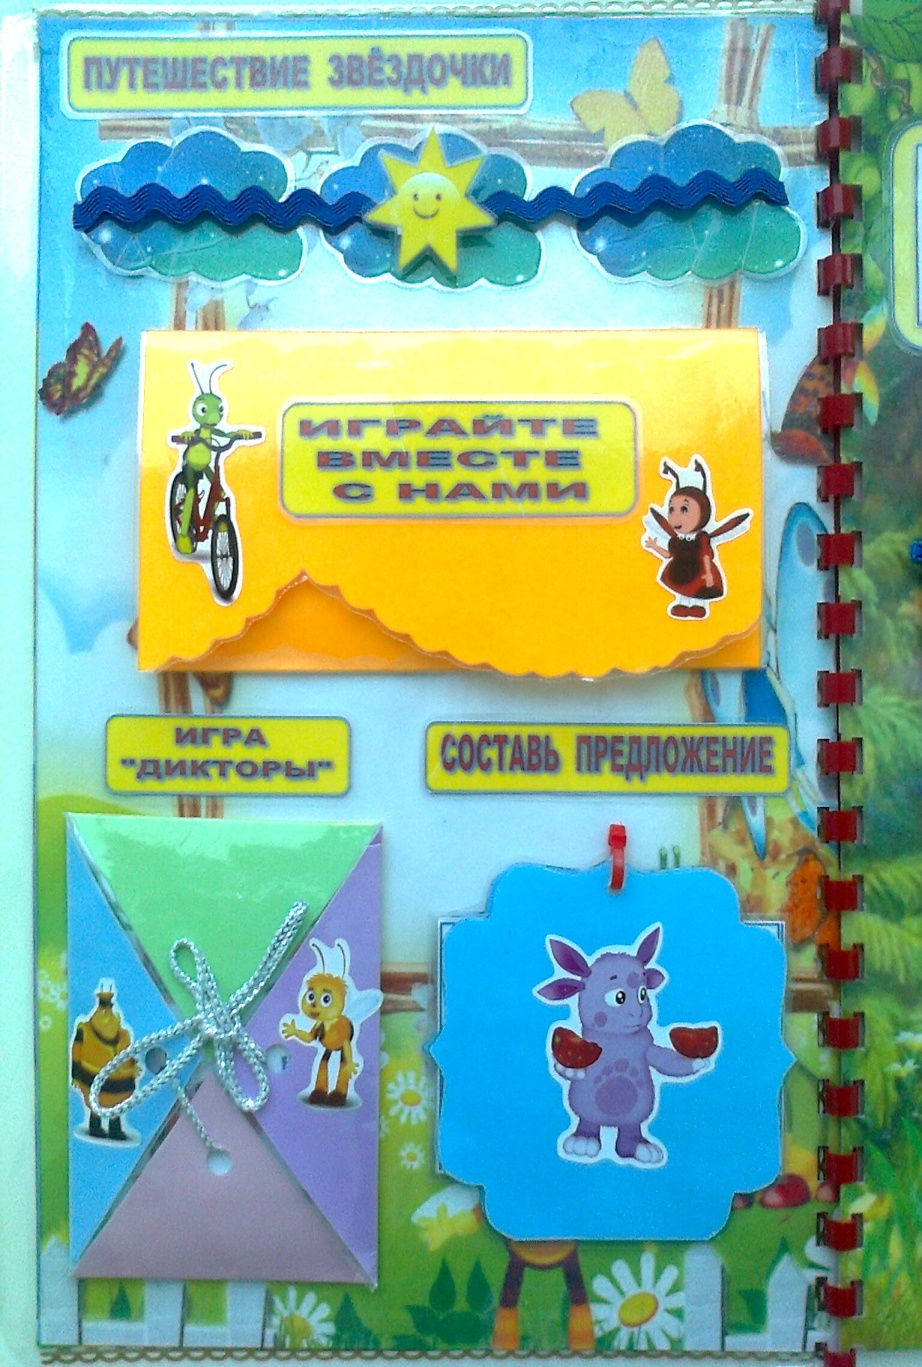 ПУТЕШЕСТВИЕ ЗВЁЗДОЧКИ
ИГРАЙТЕ
ВМЕСТЕ
С НАМИ
ИГРА
"ДИКТОРЫ"
СОСТАВЬ ПРЕДЛОЖЕНИЕ